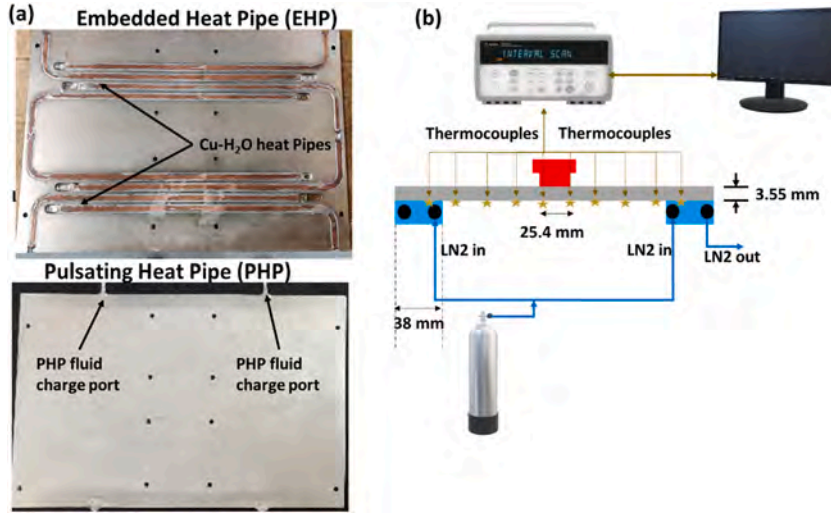 (a)
Embedded Heat Pipe (EHP)
Cu-H₂O heat Pipes
Pulsating Heat Pipe (PHP)
PHP fluid
charge port
PHP fluid
charge port
(b)
INTERVAL SCAN
Thermocouples
Thermocouples
3.55 mm
25.4 mm
LN2 in
LN2 in
LN2 out
38 mm